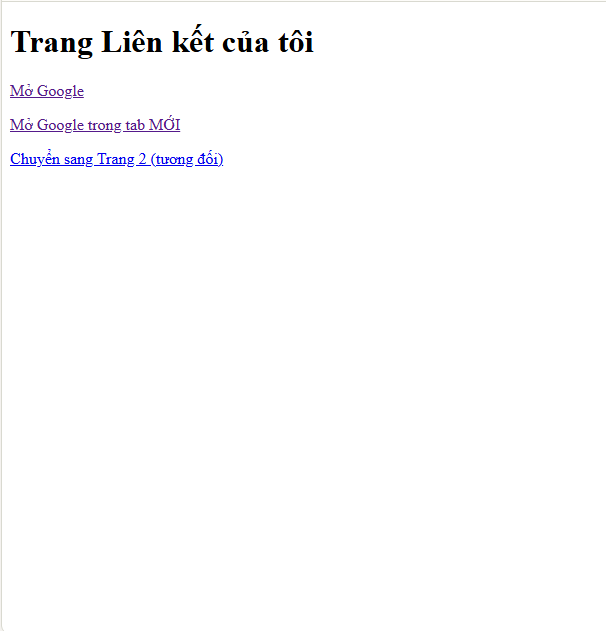 Trang Liên kết của tôi
Mở Google
Mở Google trong tab MỚI
Chuyển sang Trang 2 (tương đối)